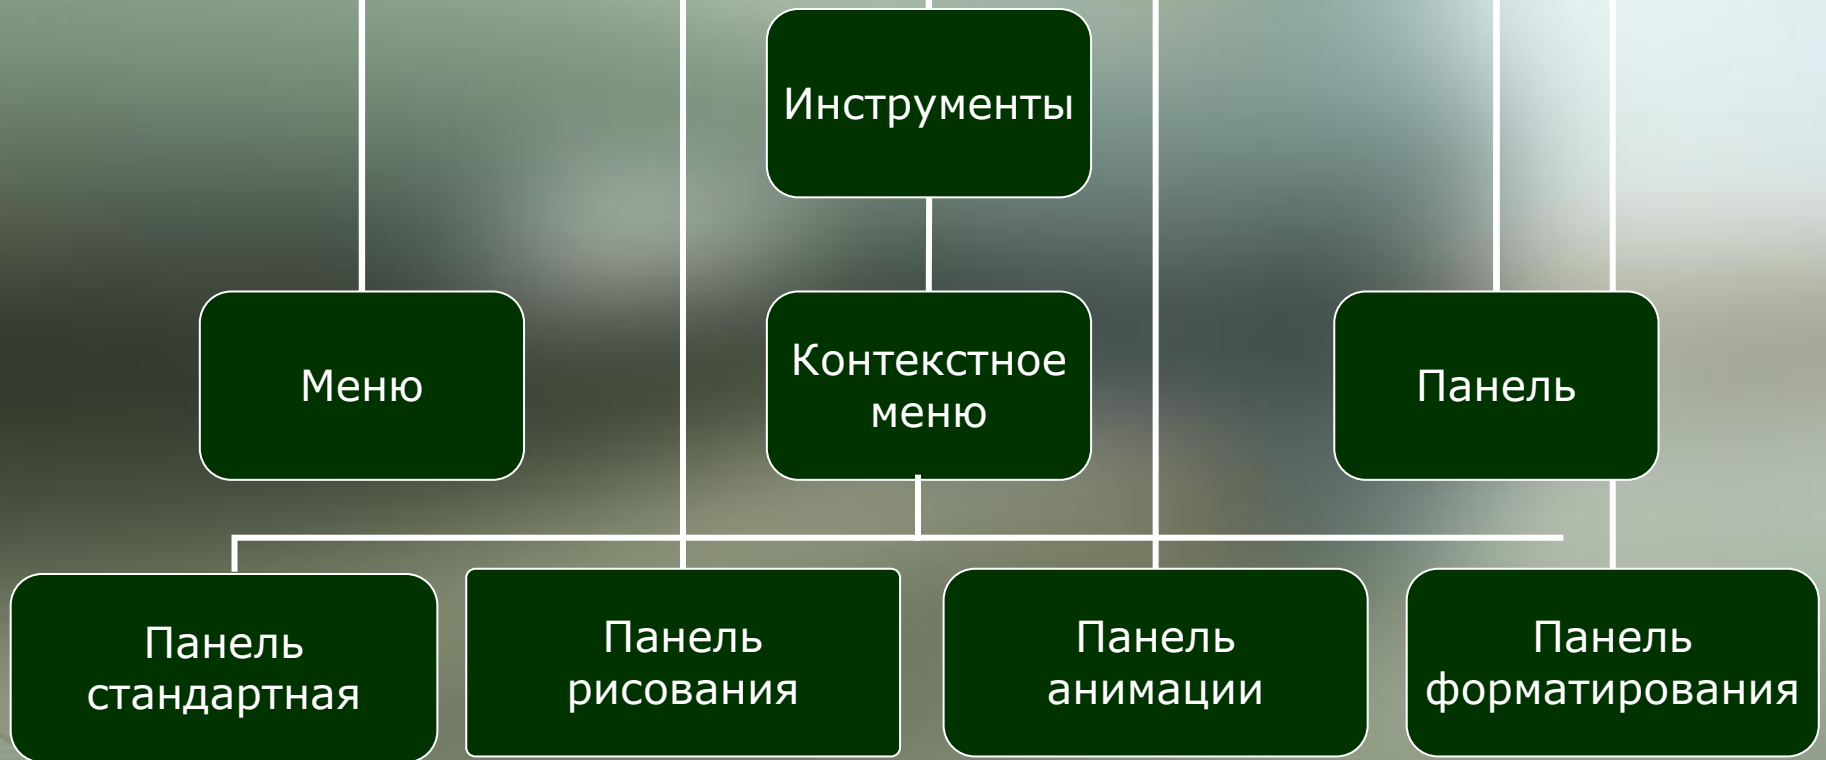 Инструменты
Меню
Контекстное
меню
Панель
Панель
стандартная
Панель
рисования
Панель
анимации
Панель
форматирования